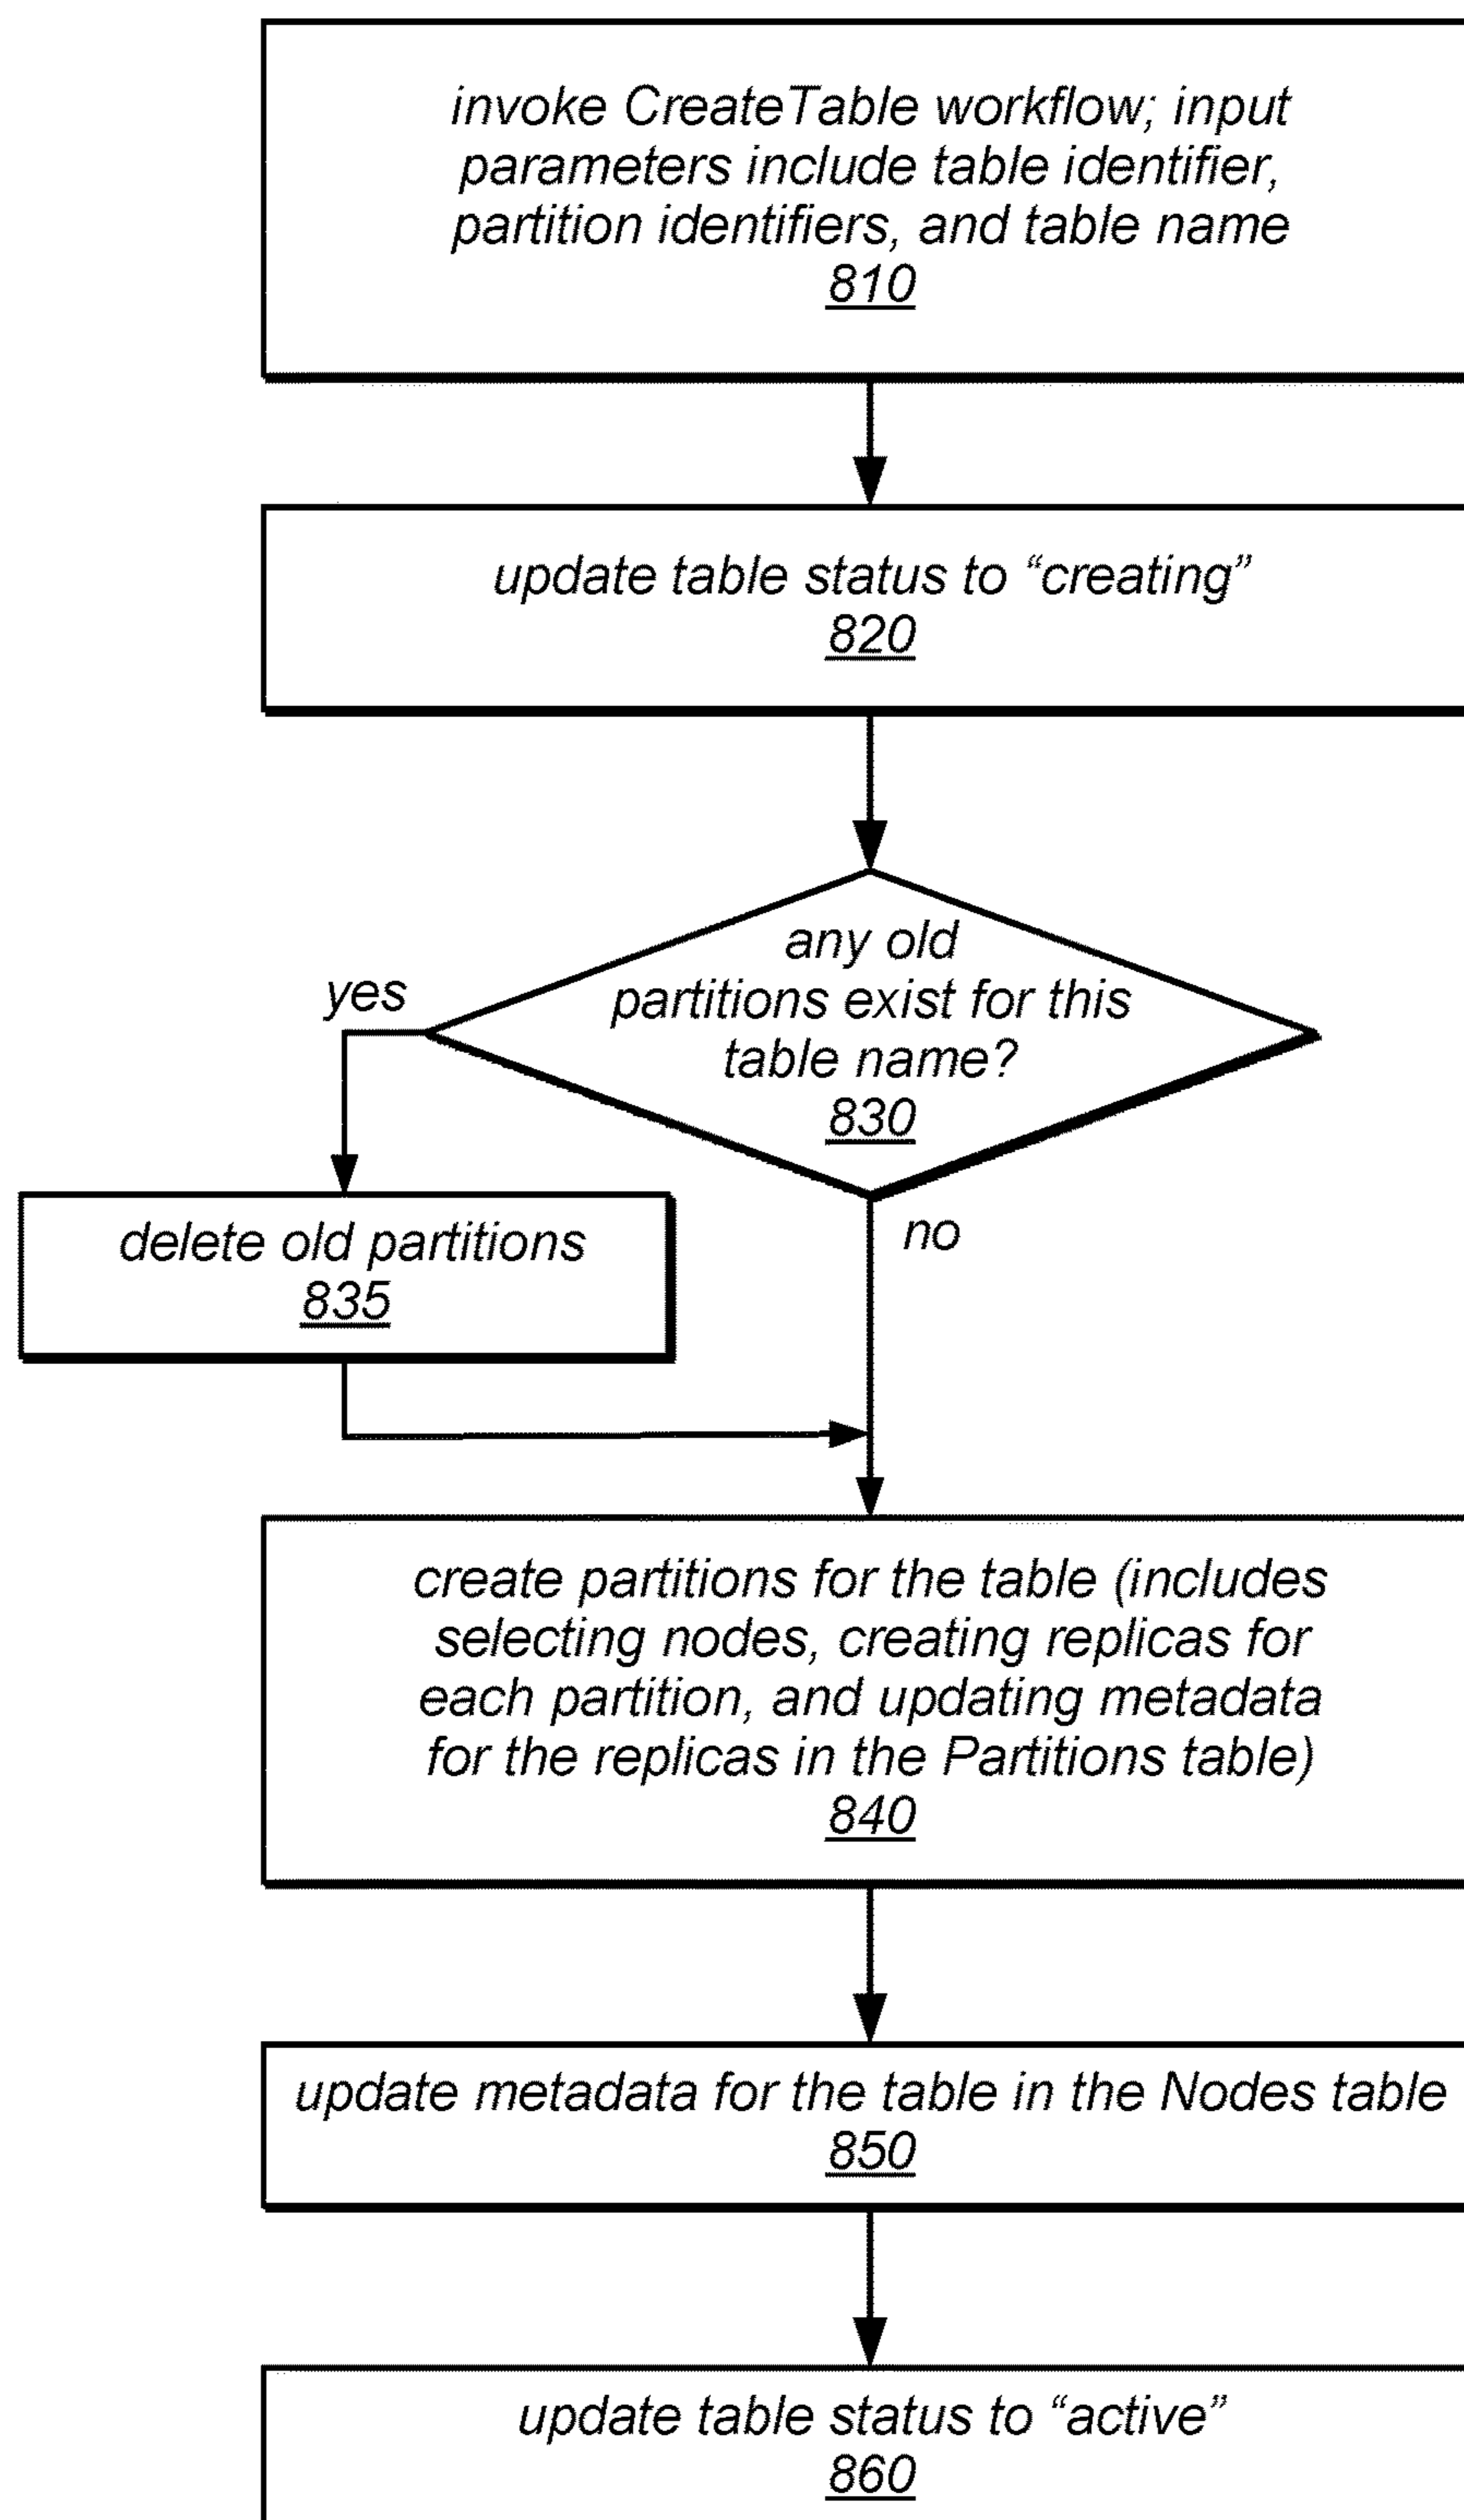 invoke CreateTable workflow; input
parameters include table identifier,
partition identifiers, and table name
810
update table status to “creating”
820
any old
partitions exist for this
table name?
830
yes
no
delete old partitions
835
create partitions for the table (includes
selecting nodes, creating replicas for
each partition, and updating metadata
for the replicas in the Partitions table)
840
update metadata for the table in the Nodes table
850
update table status to “active”
860